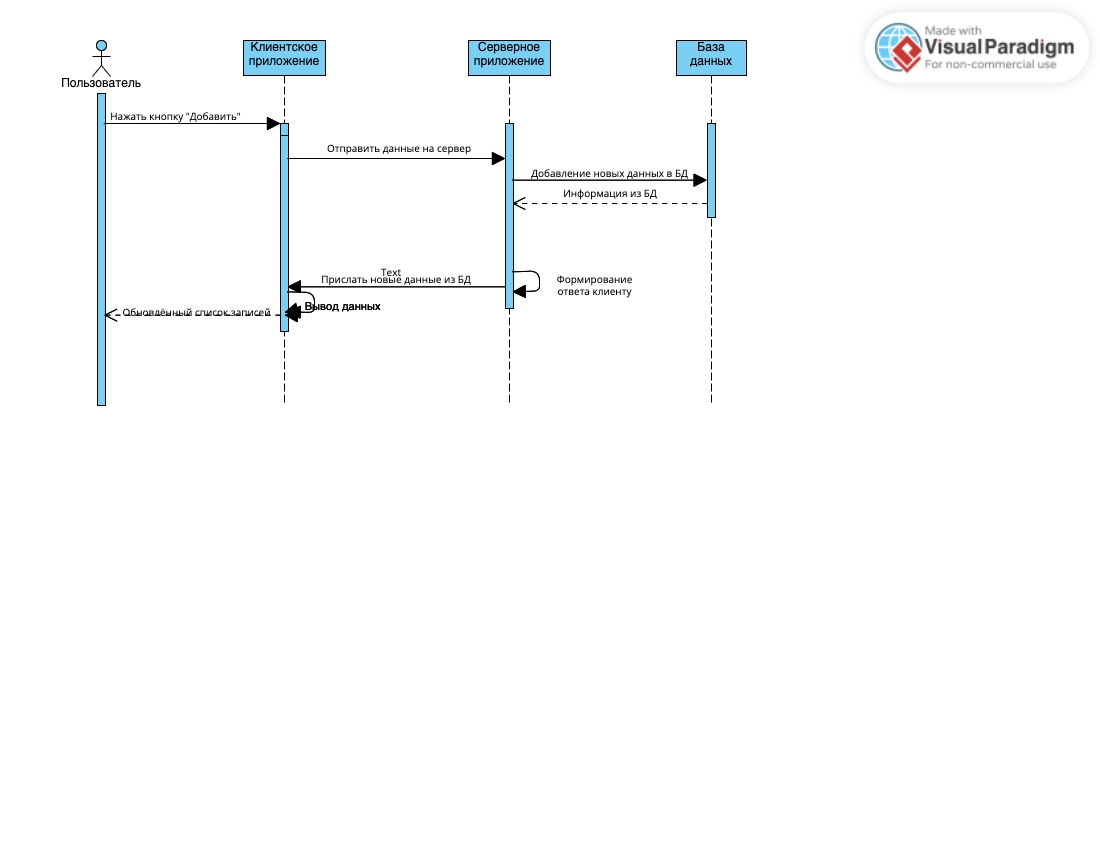 Made with
Visual Paradigm
For non-commercial use
Клиентское
приложение
Серверное
приложение
База
данных
Пользователь
Нажать кнопку "Добавить"
Отправить данные на сервер
Добавление новых данных в БД
Информация из БД
Text
Прислать новые данные из БД
Формирование
ответа клиенту
Вывод данных
Обновлённый список записей